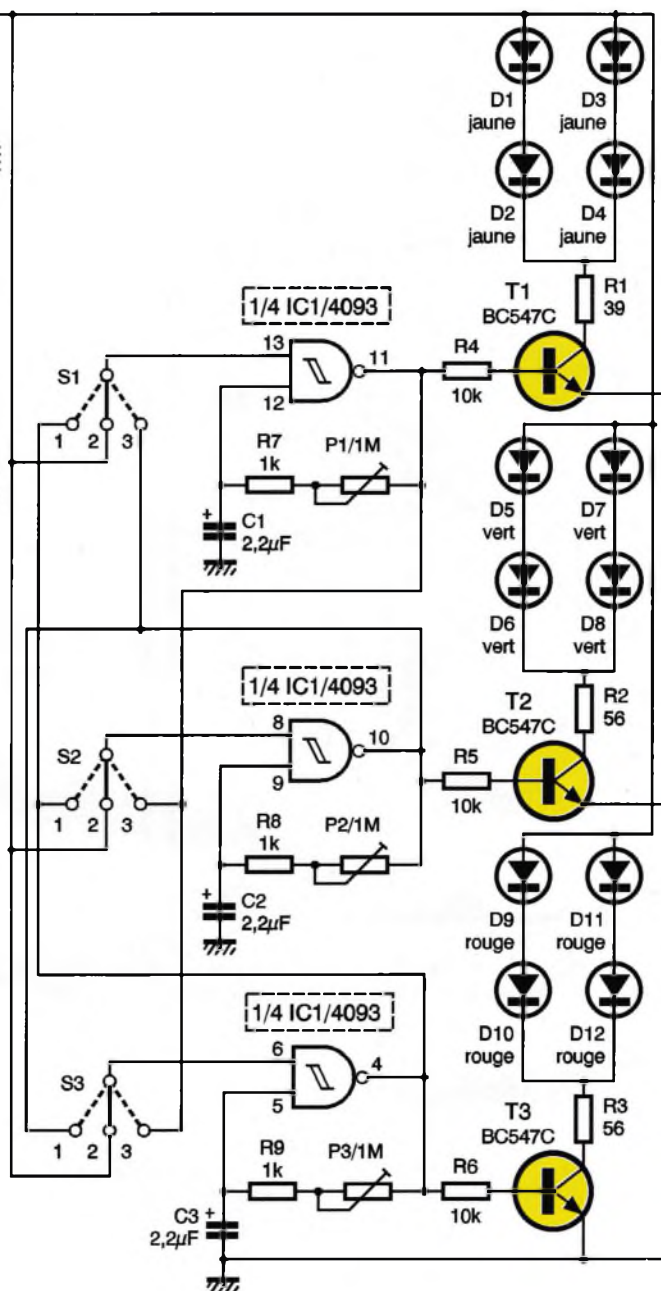 D1
jaune
D3
jaune
D2
jaune
D4
jaune
R1
39
T1
BC547C
1/4 IC1/4093
13
11
12
S1
1 2 3
R4
10k
R7
1k
P1/1M
+
C1
2,2µF
D5
vert
D7
vert
D6
vert
D8
vert
R2
56
T2
BC547C
1/4 IC1/4093
8
10
9
S2
1 2 3
R5
10k
R8
1k
P2/1M
+
C2
2,2µF
D9
rouge
D11
rouge
D10
rouge
D12
rouge
R3
56
T3
BC547C
1/4 IC1/4093
6
4
5
S3
1 2 3
R9
1k
P3/1M
R6
10k
C3 +
2,2µF